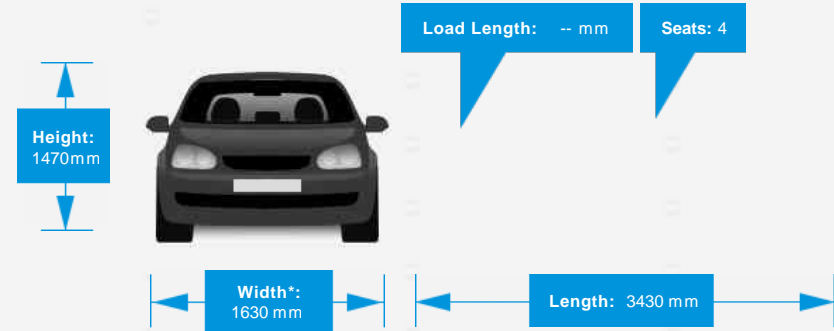 Load Length: -- mm
Seats: 4
Height:
1470mm
Width*:
1630 mm
Length: 3430 mm